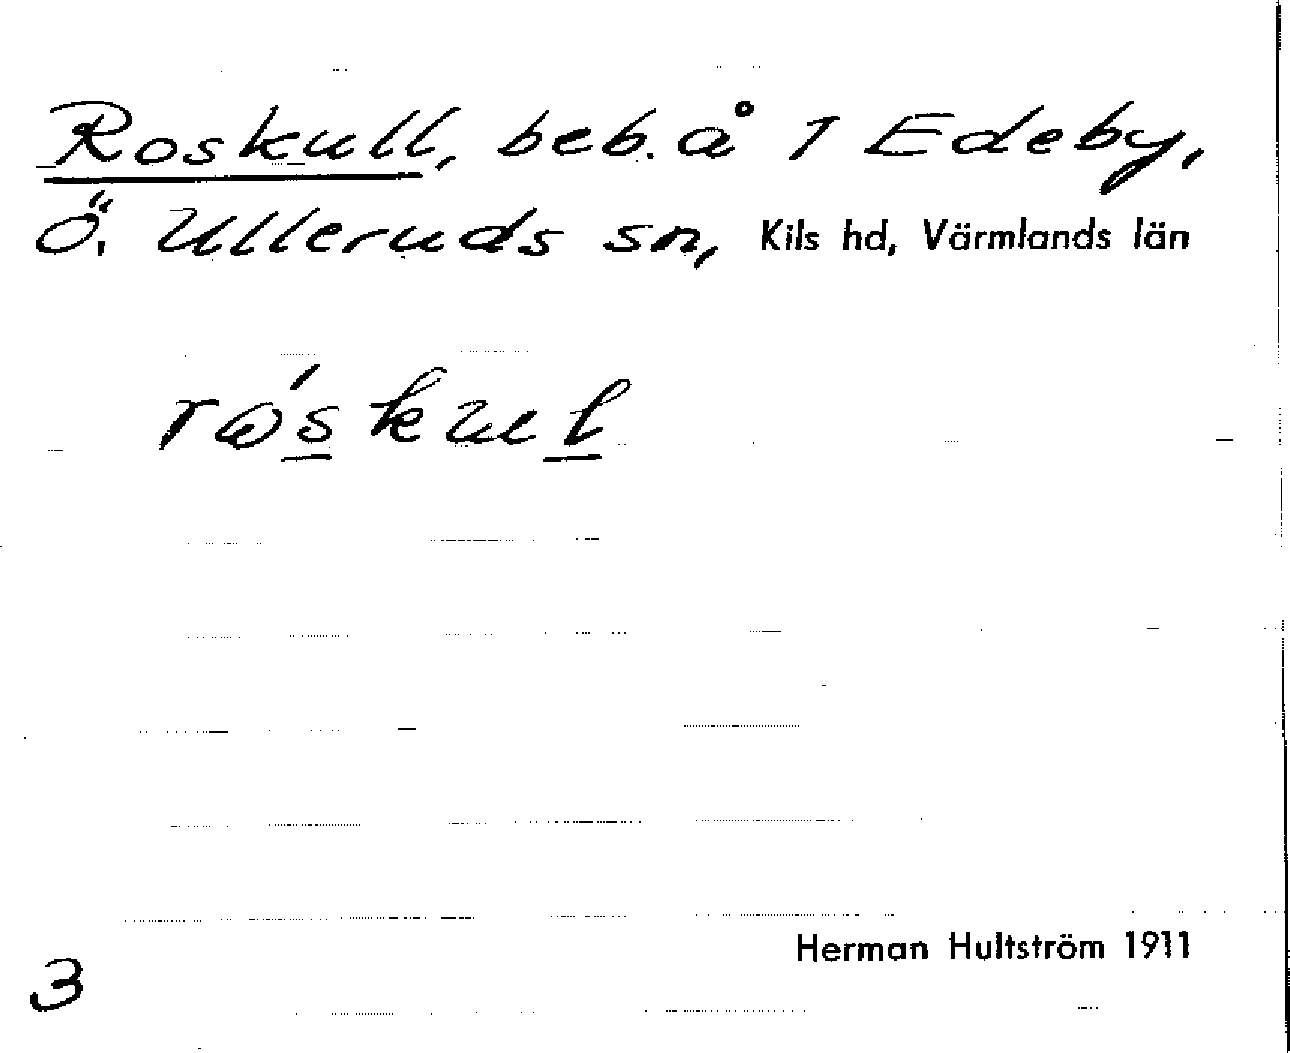 Roskull, beb. å 1 Edeby,
Ö. Ulleruds sn, Kils hd, Värmlands län
róskul
Herman Hultström 1911
3